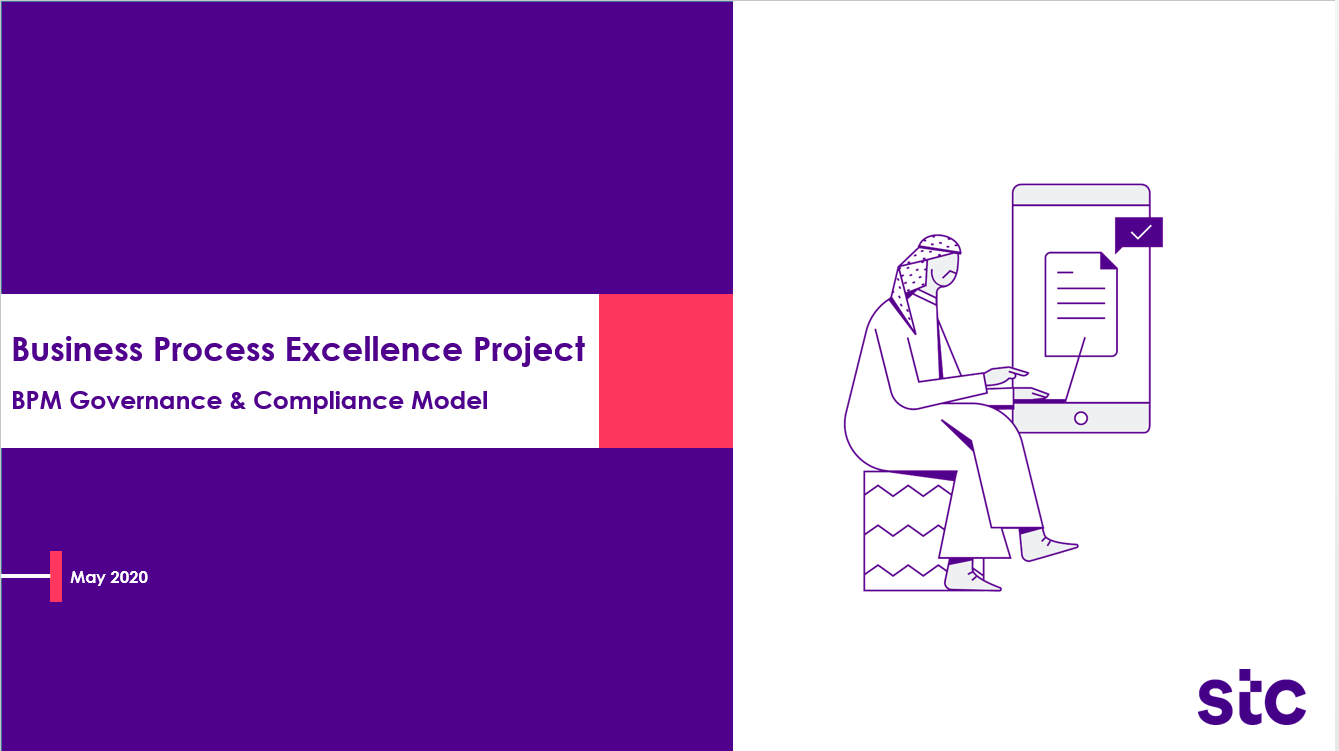 Business Process Excellence Project
BPM Governance & Compliance Model
May 2020
stc